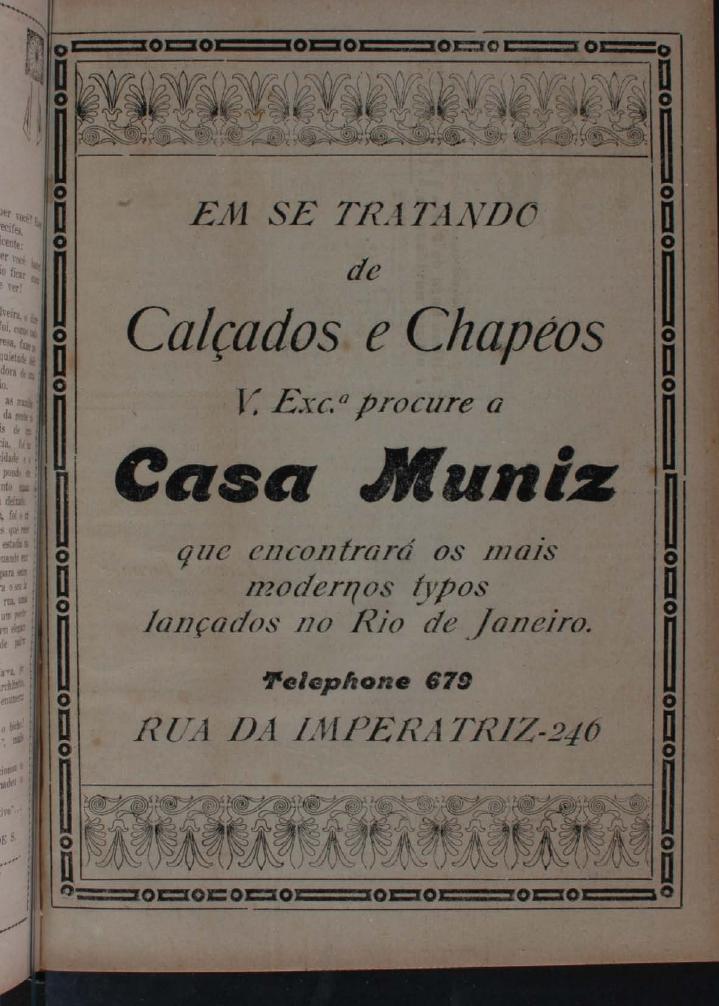 EM SE TRATANDO
de
Calçados e Chapéos
V. Exc.ª procure a
Casa Muniz
que encontrará os mais
modernos typos
lançados no Rio de Janeiro.
Telephone 679
RUA DA IMPERATRIZ-246